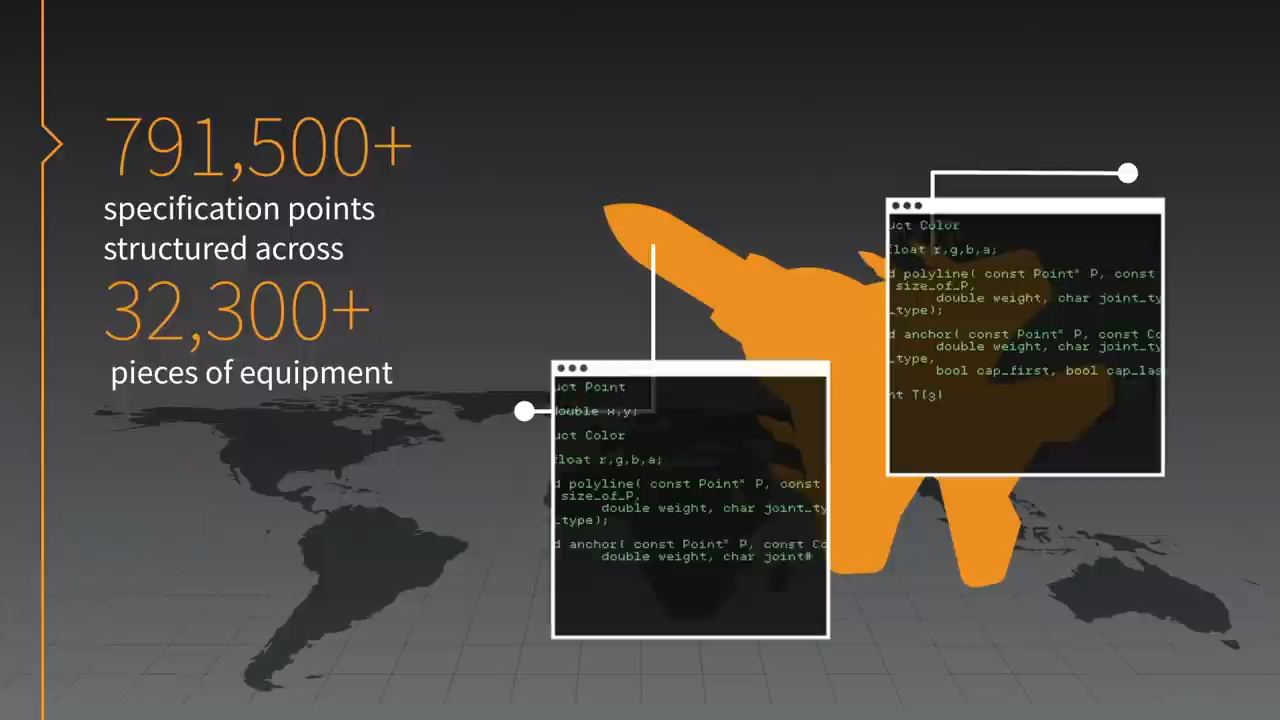 791,500+
specification points
structured across
32,300+
pieces of equipment
uct Point
double x,y;
uct Color
float r,g,b,a;
d polyline( const Point* P, const
size_of_P,
double weight, char joint_ty
_type);
d anchor( const Point* P, const Co
double weight, char joint#
uct Color
float r,g,b,a;
d polyline( const Point* P, const
size_of_P,
double weight, char joint_ty
_type);
d anchor( const Point* P, const Co
double weight, char joint_ty
_type,
bool cap_first, bool cap_las
nt T[3]